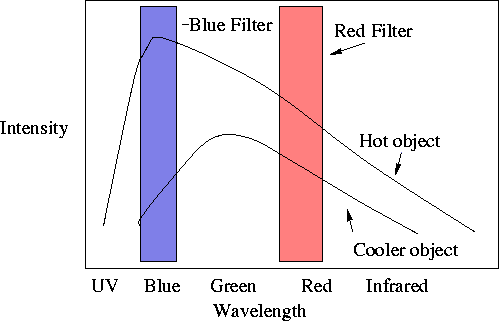 -Blue Filter
Red Filter
Intensity
Hot object
Cooler object
UV Blue Green Red Infrared
Wavelength